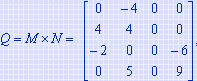 Q = M × N = [ 0 −4 0 0
4 4 0 0
−2 0 0 −6
0 5 0 9 ],